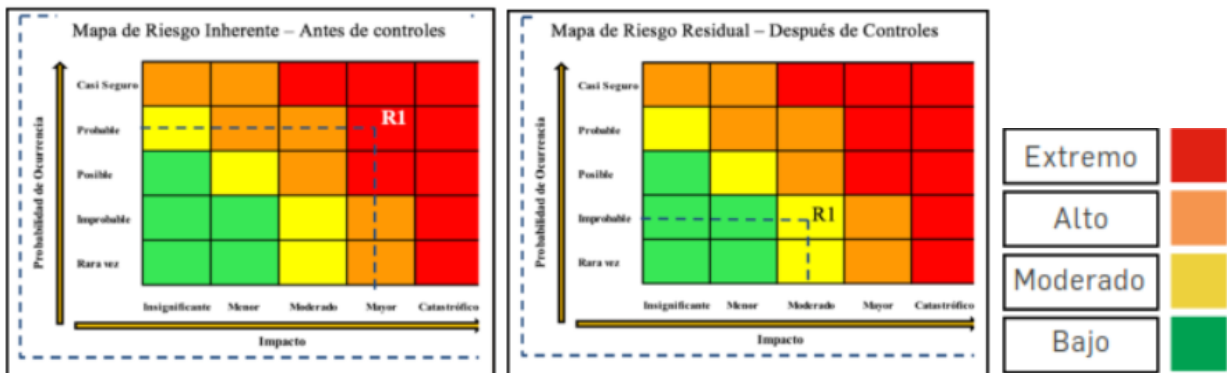 Mapa de Riesgo Inherente – Antes de controles
Probabilidad de Ocurrencia
Casi Seguro
Probable
Posible
Improbable
Rara vez
R1
Insignificante Menor Moderado Mayor Catastrófico
Impacto
Mapa de Riesgo Residual – Después de Controles
Probabilidad de Ocurrencia
Casi Seguro
Probable
Posible
Improbable
Rara vez
R1
Insignificante Menor Moderado Mayor Catastrófico
Impacto
Extremo
Alto
Moderado
Bajo